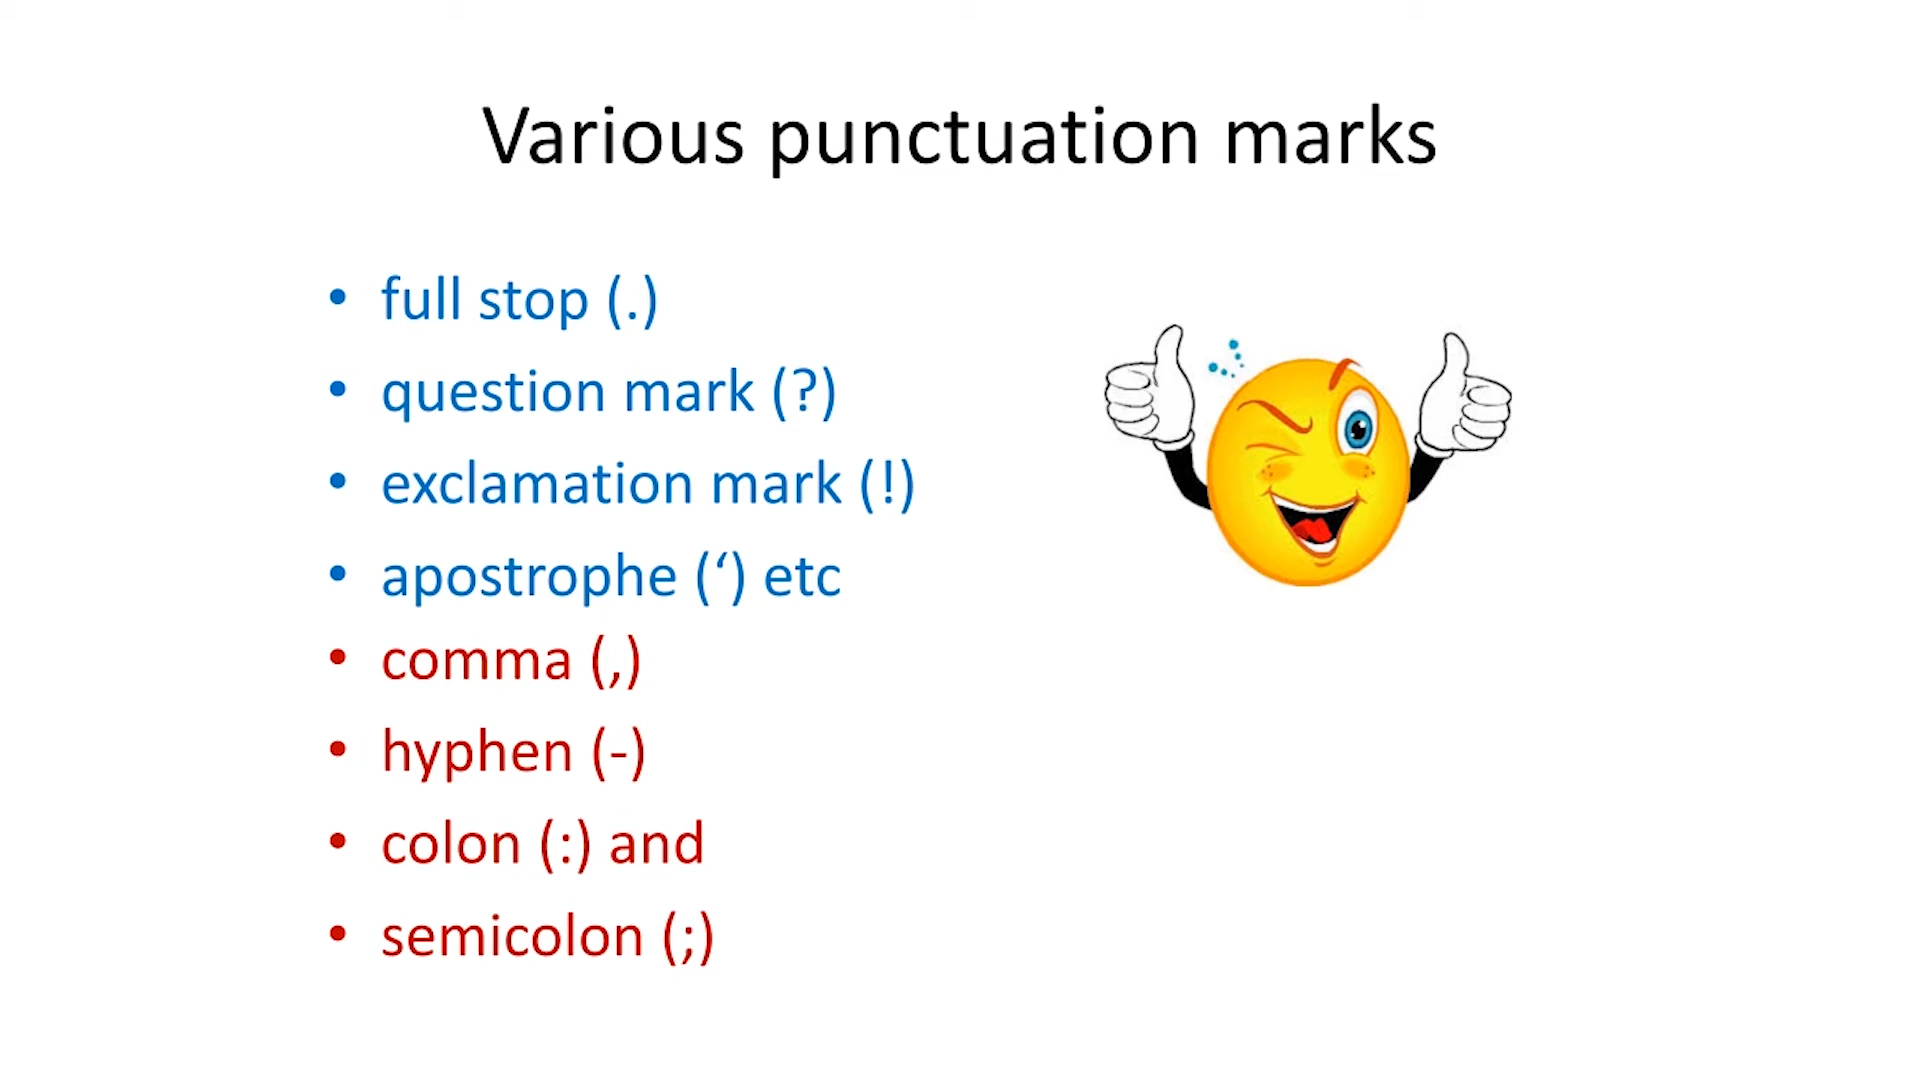 Various punctuation marks
• full stop (.)
• question mark (?)
• exclamation mark (!)
• apostrophe (‘) etc
• comma (,)
• hyphen (-)
• colon (:) and
• semicolon (;)